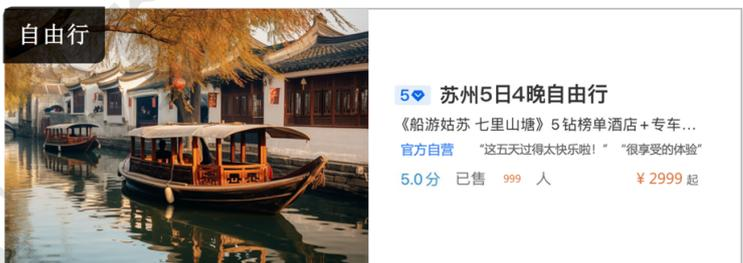 自由行
5 苏州5日4晚自由行
《船游姑苏 七里山塘》5钻榜单酒店+专车...
官方自营 “这五天过得太快乐啦！” “很享受的体验”
5.0分 已售 999 人 ¥ 2999 起